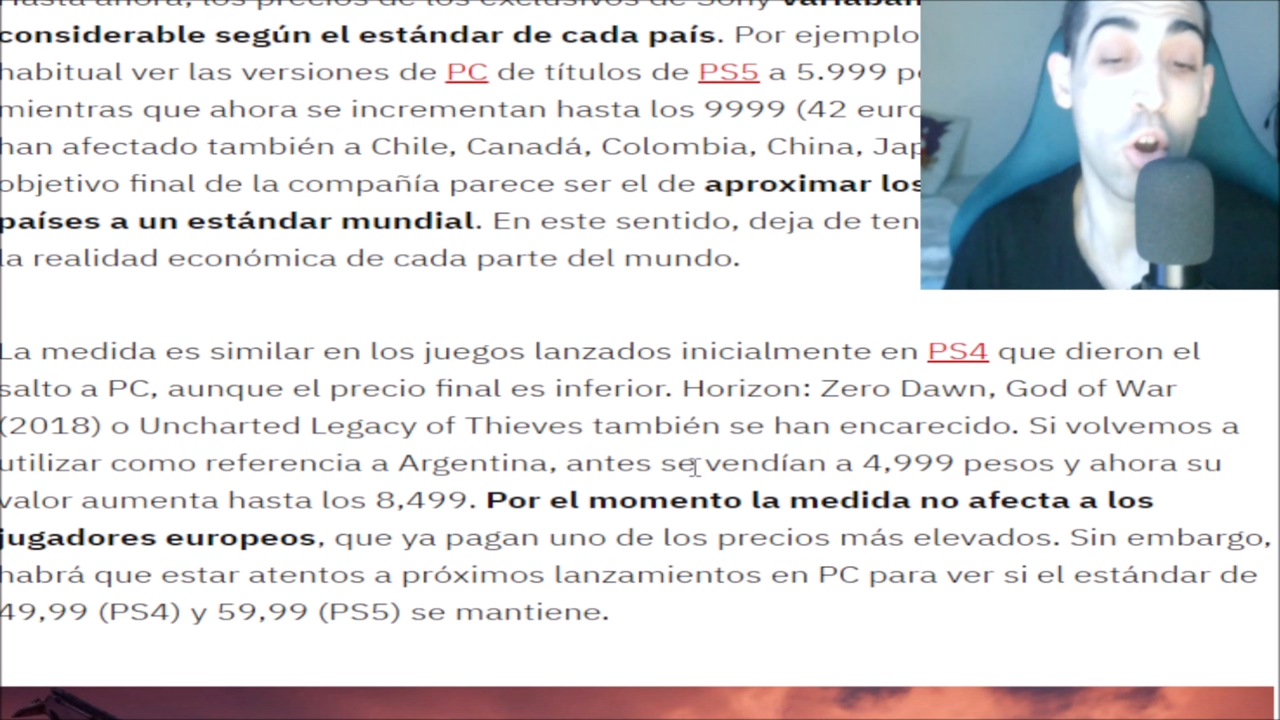 Hasta ahora, los precios de los exclusivos de Sony variaban
considerable según el estándar de cada país. Por ejemplo
habitual ver las versiones de PC de títulos de PS5 a 5.999
mientras que ahora se incrementan hasta los 9999 (42
han afectado también a Chile, Canadá, Colombia, China,
objetivo final de la compañía parece ser el de aproximar los
países a un estándar mundial. En este sentido, deja de
la realidad económica de cada parte del mundo.
La medida es similar en los juegos lanzados inicialmente en PS4 que dieron el
salto a PC, aunque el precio final es inferior. Horizon: Zero Dawn, God of War
(2018) o Uncharted Legacy of Thieves también se han encarecido. Si volvemos a
utilizar como referencia a Argentina, antes se vendían a 4,999 pesos y ahora su
valor aumenta hasta los 8,499. Por el momento la medida no afecta a los
jugadores europeos, que ya pagan uno de los precios más elevados. Sin embargo,
habrá que estar atentos a próximos lanzamientos en PC para ver si el estándar de
49,99 (PS4) y 59,99 (PS5) se mantiene.